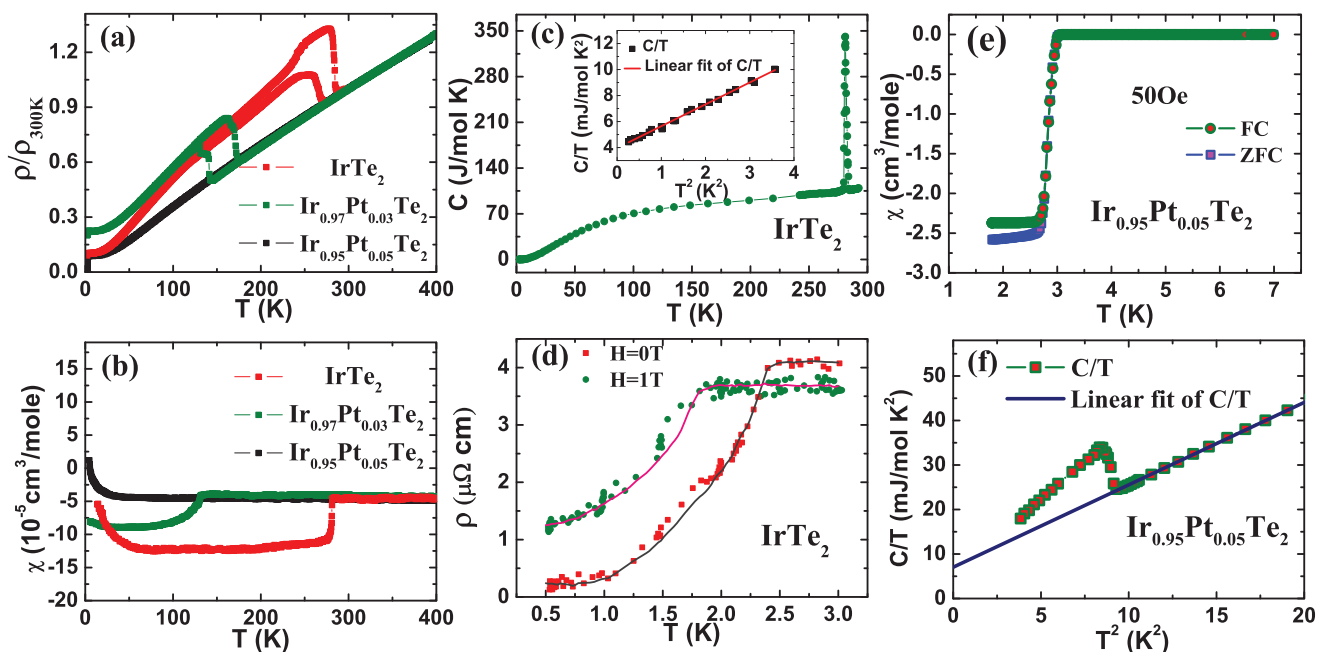 (a)
ρ/ρ300K
1.2
0.9
0.6
0.3
0.0
0
100
200
300
400
T (K)
IrTe2
Ir0.97Pt0.03Te2
Ir0.95Pt0.05Te2
(c)
C (J/mol K)
350
280
210
140
70
0
0
50
100
150
200
250
300
T (K)
IrTe2
C/T (mJ/mol K2)
12
10
8
6
4
2
0
1
2
3
4
T2 (K2)
C/T
Linear fit of C/T
(e)
χ (cm3/mole)
0.0
-0.5
-1.0
-1.5
-2.0
-2.5
-3.0
1
2
3
4
5
6
7
T (K)
50Oe
FC
ZFC
Ir0.95Pt0.05Te2
(b)
χ (10-5cm3/mole)
15
10
5
0
-5
-10
-15
-20
0
100
200
300
400
T (K)
IrTe2
Ir0.97Pt0.03Te2
Ir0.95Pt0.05Te2
(d)
H=0T
H=1T
ρ (μΩ cm)
4
2
0
0.5
1.0
1.5
2.0
2.5
3.0
T (K)
IrTe2
(f)
C/T
Linear fit of C/T
C/T (mJ/mol K2)
50
40
30
20
10
0
0
5
10
15
20
T2 (K2)
Ir0.95Pt0.05Te2